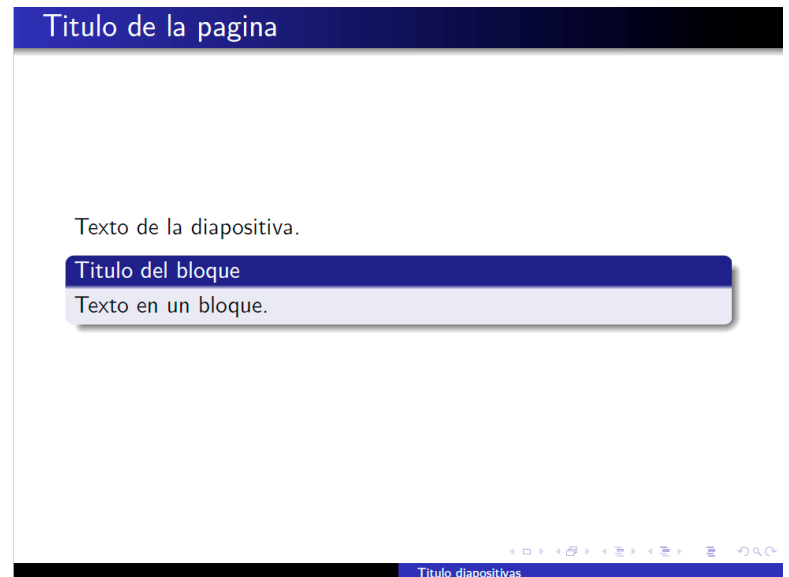 Titulo de la pagina
Texto de la diapositiva.
Titulo del bloque
Texto en un bloque.
Titulo diapositivas